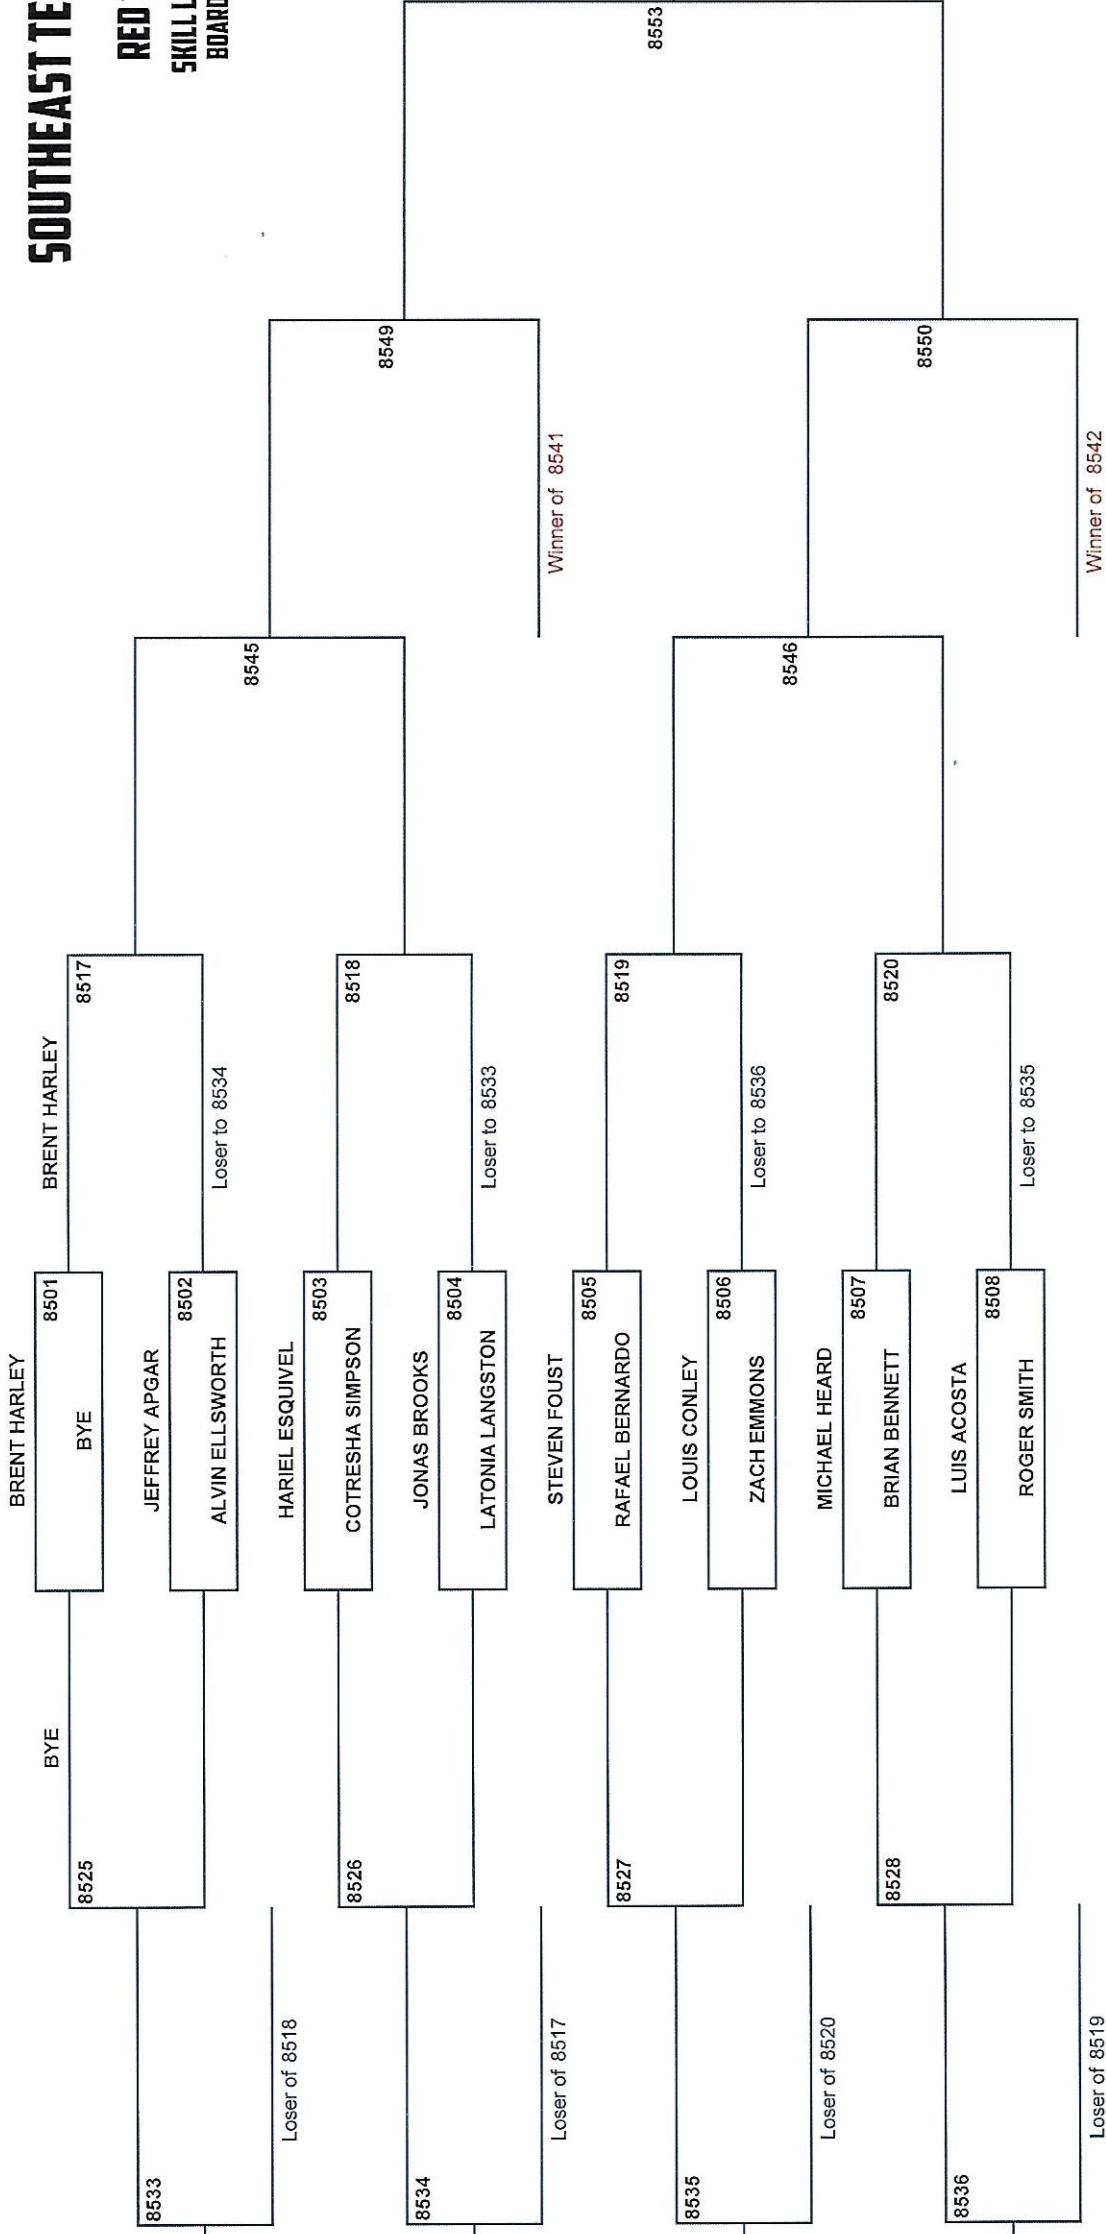 SOUTHEAST TE
RED
SKILL L
BOARD
BRENT HARLEY
8501
BYE
BYE
BRENT HARLEY
8517
8525
JEFFREY APGAR
8502
ALVIN ELLSWORTH
Loser to 8534
8533
Loser of 8518
8545
HARIEL ESQUIVEL
8503
COTRESHA SIMPSON
8518
8526
JONAS BROOKS
8504
LATONIA LANGSTON
Loser to 8533
8534
Loser of 8517
8549
Winner of 8541
STEVEN FOUST
8505
RAFAEL BERNARDO
8519
8527
8553
LOUIS CONLEY
8506
ZACH EMMONS
Loser to 8536
8535
Loser of 8520
8546
MICHAEL HEARD
8507
BRIAN BENNETT
8520
8528
8550
LUIS ACOSTA
8508
ROGER SMITH
Loser to 8535
8536
Loser of 8519
Winner of 8542